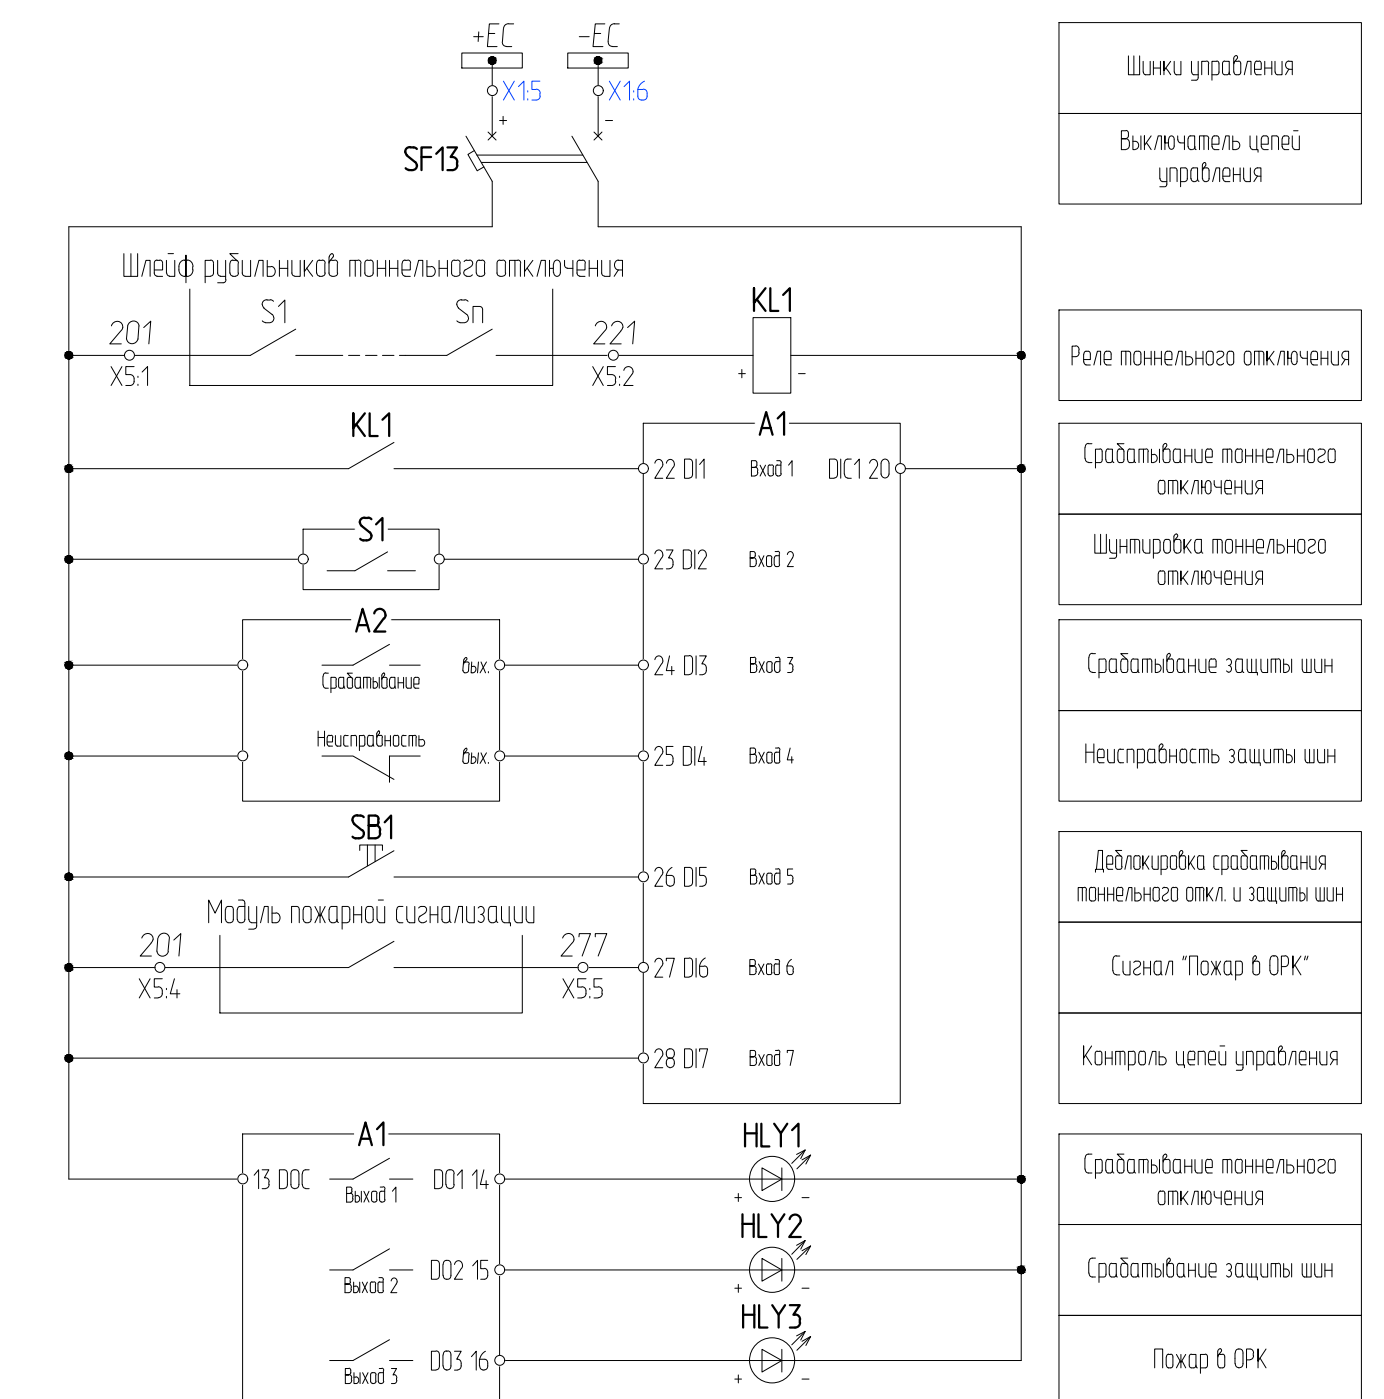 +EC
-EC
Шинки управления
X1:5
X1:6
+
-
Выключатель цепей
управления
SF13
Шлейф рубильников тоннельного отключения
S1
Sn
KL1
201
221
X5:1
X5:2
+
-
Реле тоннельного отключения
KL1
A1
22 DI1
Вход 1
DIC1 20
Срабатывание тоннельного
отключения
S1
23 DI2
Вход 2
Шунтировка тоннельного
отключения
A2
вых.
24 DI3
Вход 3
Срабатывание защиты шин
Срабатывание
Неисправность
вых.
25 DI4
Вход 4
Неисправность защиты шин
SB1
26 DI5
Вход 5
Деблокировка срабатывания
тоннельного откл. и защиты шин
Модуль пожарной сигнализации
201
277
X5:4
X5:5
27 DI6
Вход 6
Сигнал "Пожар в ОРК"
28 DI7
Вход 7
Контроль цепей управления
A1
HLY1
13 DOC
Выход 1
DO1 14
+
-
Срабатывание тоннельного
отключения
HLY2
Выход 2
DO2 15
+
-
Срабатывание защиты шин
HLY3
Выход 3
DO3 16
+
-
Пожар в ОРК